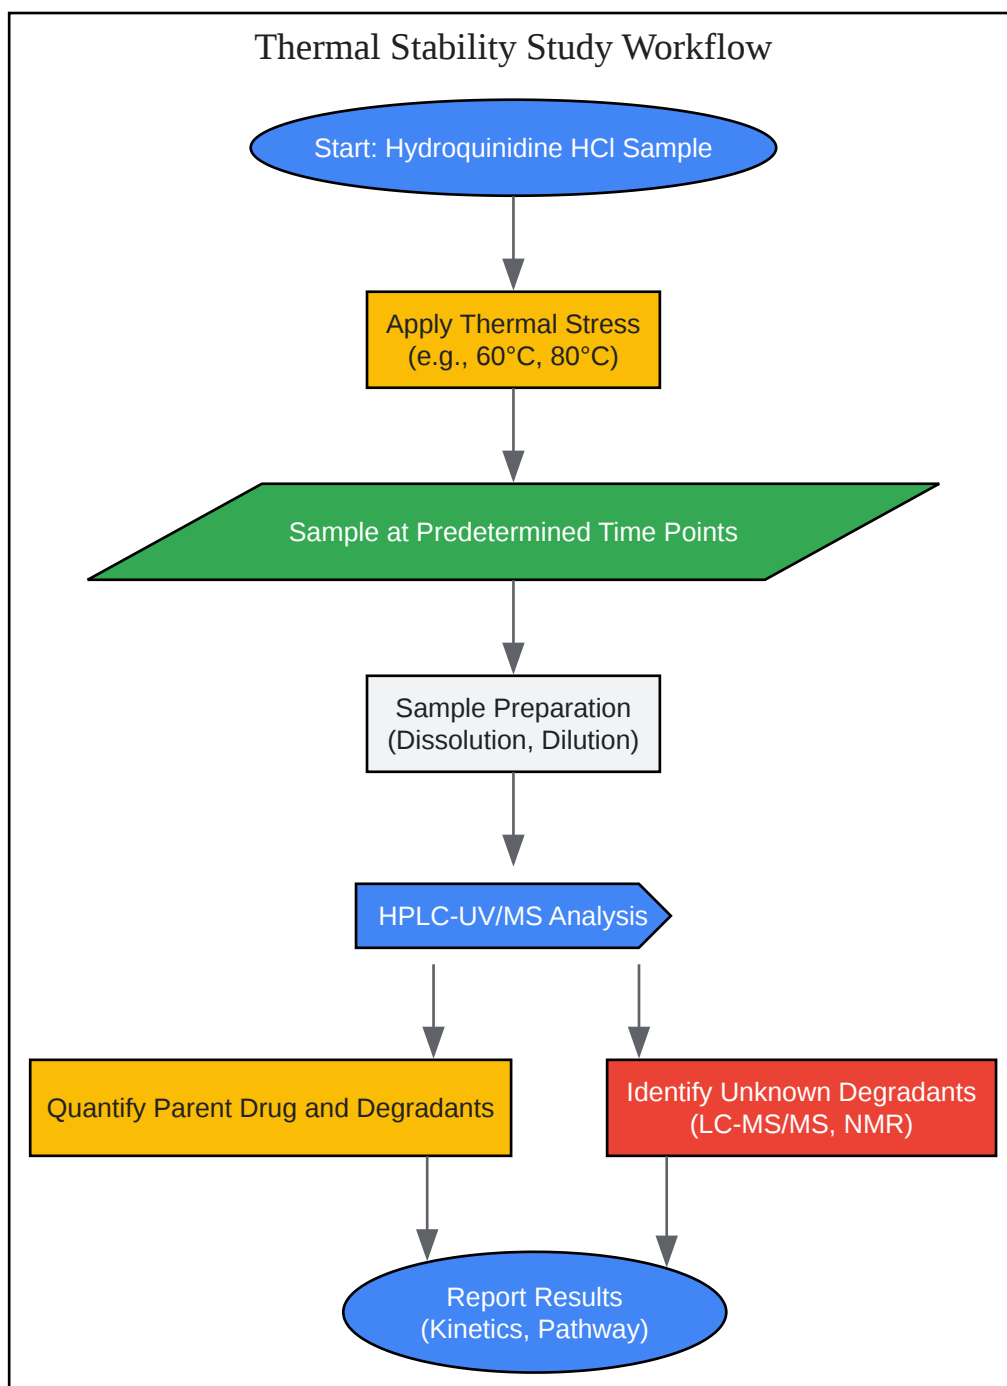 Thermal Stability Study Workflow
Start: Hydroquinidine HCl Sample
Apply Thermal Stress
(e.g., 60°C, 80°C)
Sample at Predetermined Time Points
Sample Preparation
(Dissolution, Dilution)
HPLC-UV/MS Analysis
Quantify Parent Drug and Degradants
Identify Unknown Degradants
(LC-MS/MS, NMR)
Report Results
(Kinetics, Pathway)